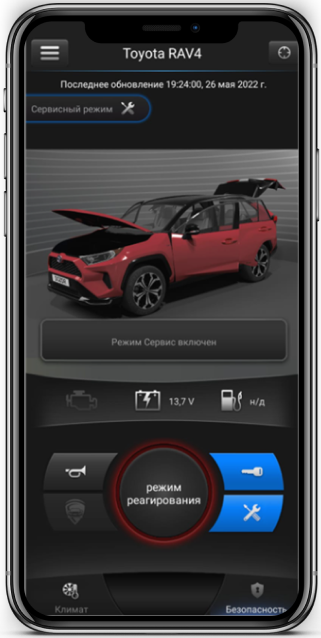 Toyota RAV4
Последнее обновление 19:24:00, 26 мая 2022 г.
Сервисный режим
Режим Сервис включен
13,7 V
н/д
режим
реагирования
Климат
Безопасность